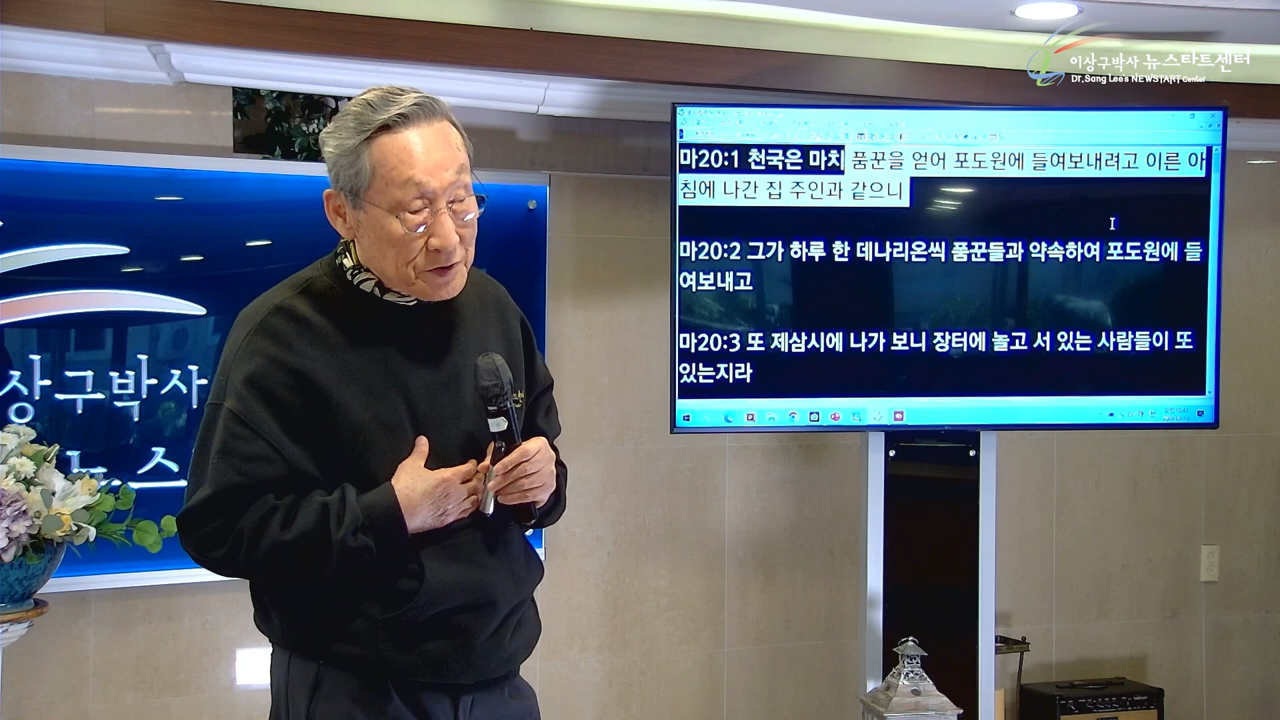 이상구박사 뉴스타트센터
Dr.Sang Lee's NEWSTART Center
마20:1 천국은 마치 품꾼을 얻어 포도원에 들여보내려고 이른 아
침에 나간 집 주인과 같으니
마20:2 그가 하루 한 데나리온씩 품꾼들과 약속하여 포도원에 들
여보내고
마20:3 또 제삼시에 나가 보니 장터에 놀고 서 있는 사람들이 또
있는지라
상구박사
뉴스